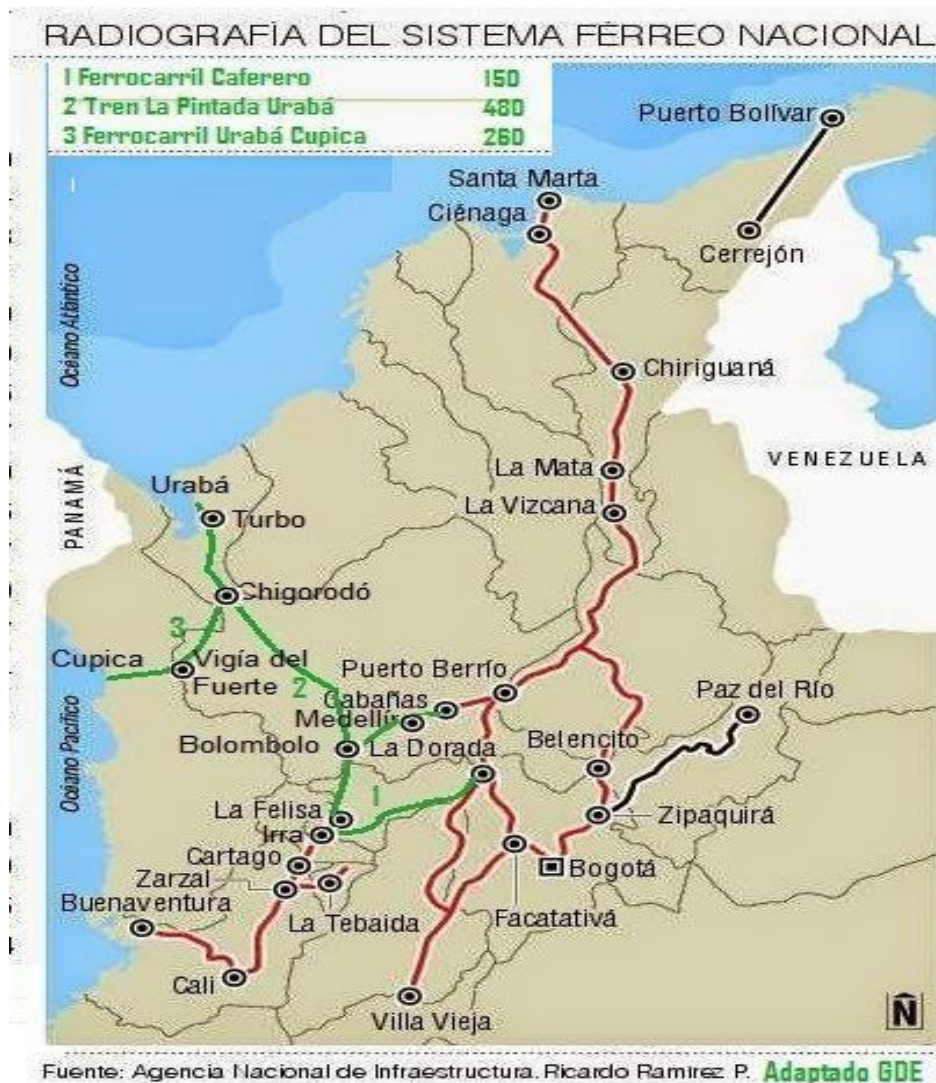 RADIOGRAFÍA DEL SISTEMA FÉRREO NACIONAL
1 Ferrocarril Caferero 150
2 Tren La Pintada Urabá 480
3 Ferrocarril Urabá Cupica 260
Puerto Bolívar
Santa Marta
Ciénaga
Cerrejón
Océano Atlántico
Chiriguaná
La Mata
VENEZUELA
PANAMÁ
Urabá
La Vizcana
Turbo
Chigorodó
3
Cupica
Vigía del
Fuerte
2
Puerto Berrío
Paz del Río
Cabañas
Medellín
Océano Pacífico
Bolombolo
La Dorada
Belencito
1
La Felisa
Irra
Zipaquirá
Cartago
Bogotá
Zarzal
Buenaventura
La Tebaida
Facatativá
Cali
Villa Vieja
N
Fuente: Agencia Nacional de Infraestructura. Ricardo Ramírez P. Adaptado GDE